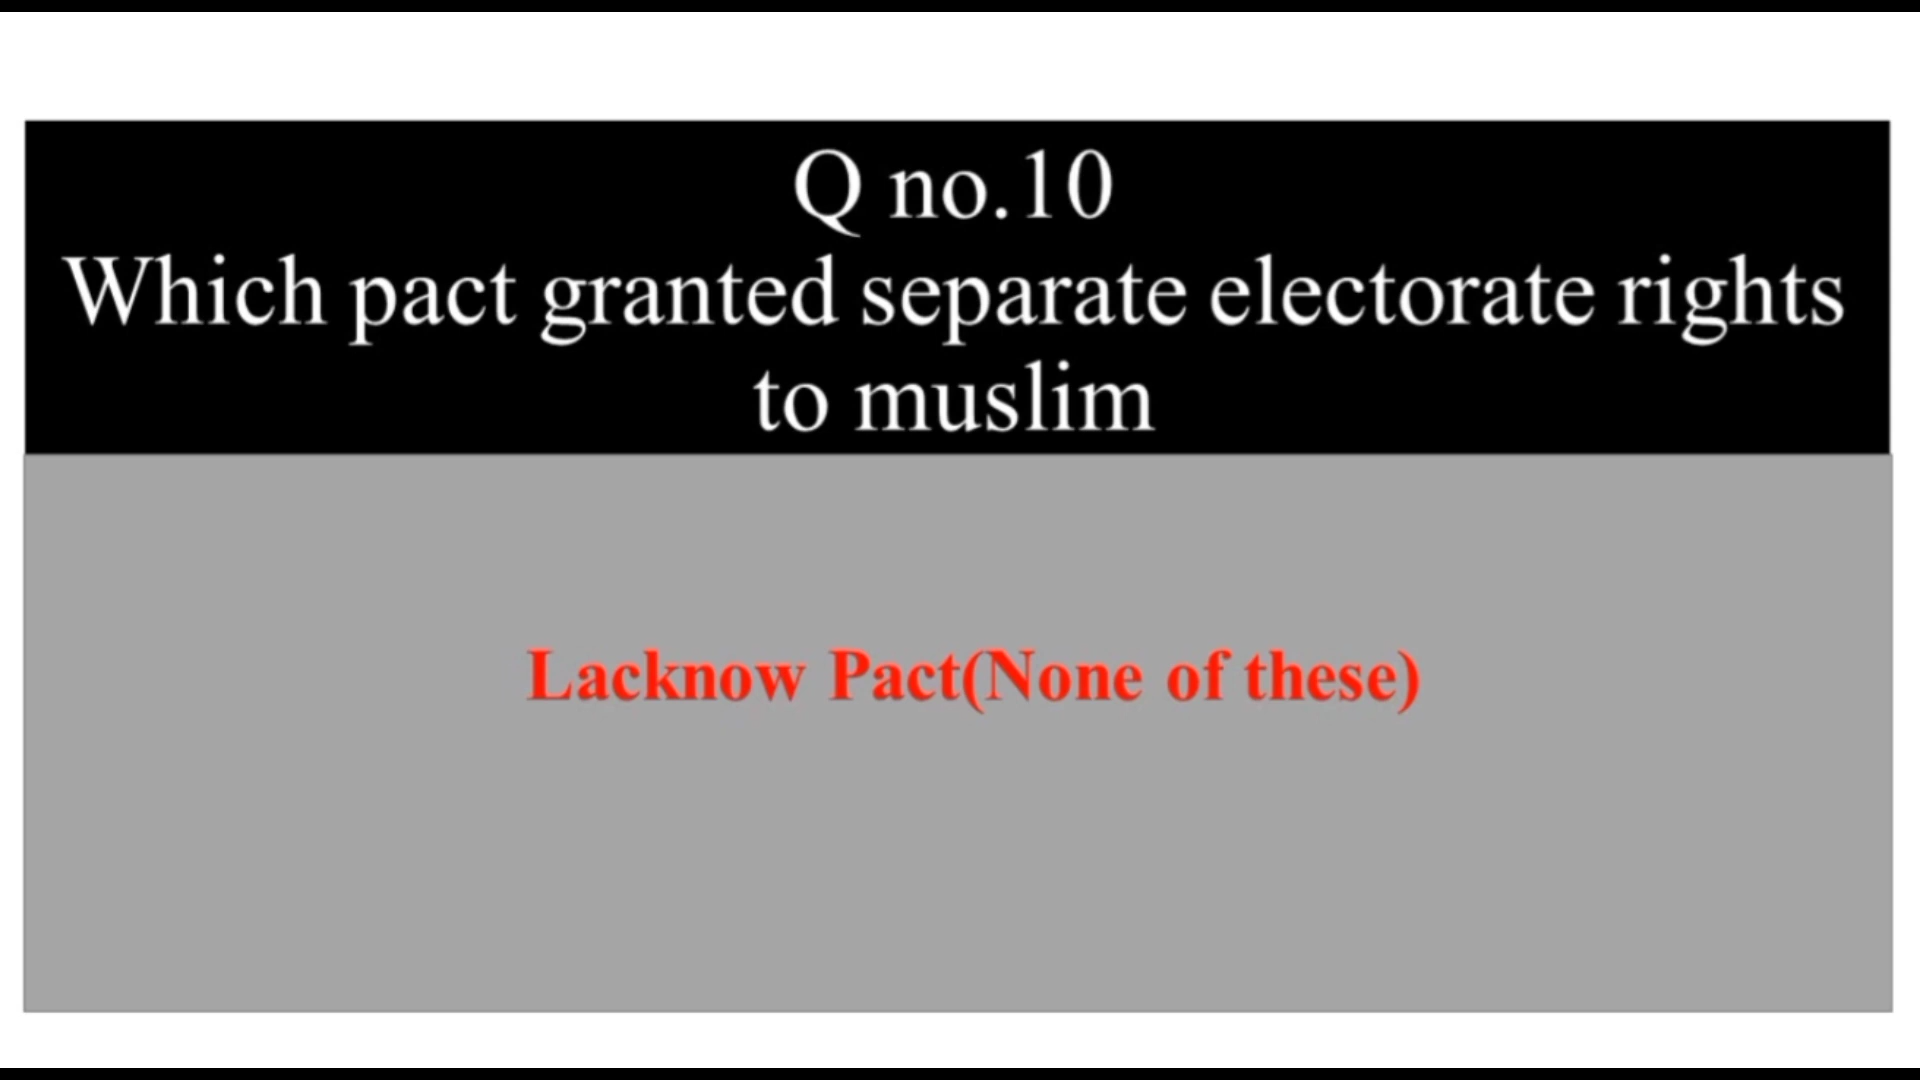 Q no.10
Which pact granted separate electorate rights
to muslim
Lacknow Pact(None of these)